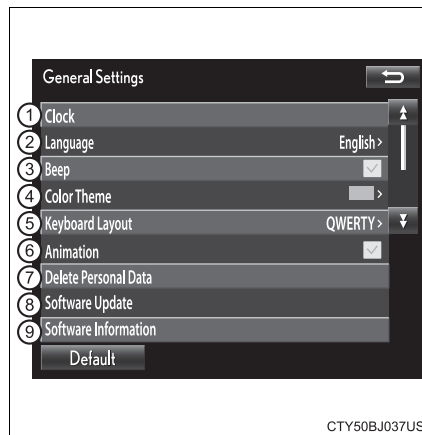 General Settings
1 Clock
2 Language English >
3 Beep
4 Color Theme >
5 Keyboard Layout QWERTY >
6 Animation
7 Delete Personal Data
8 Software Update
9 Software Information
Default
CTY50BJ037US